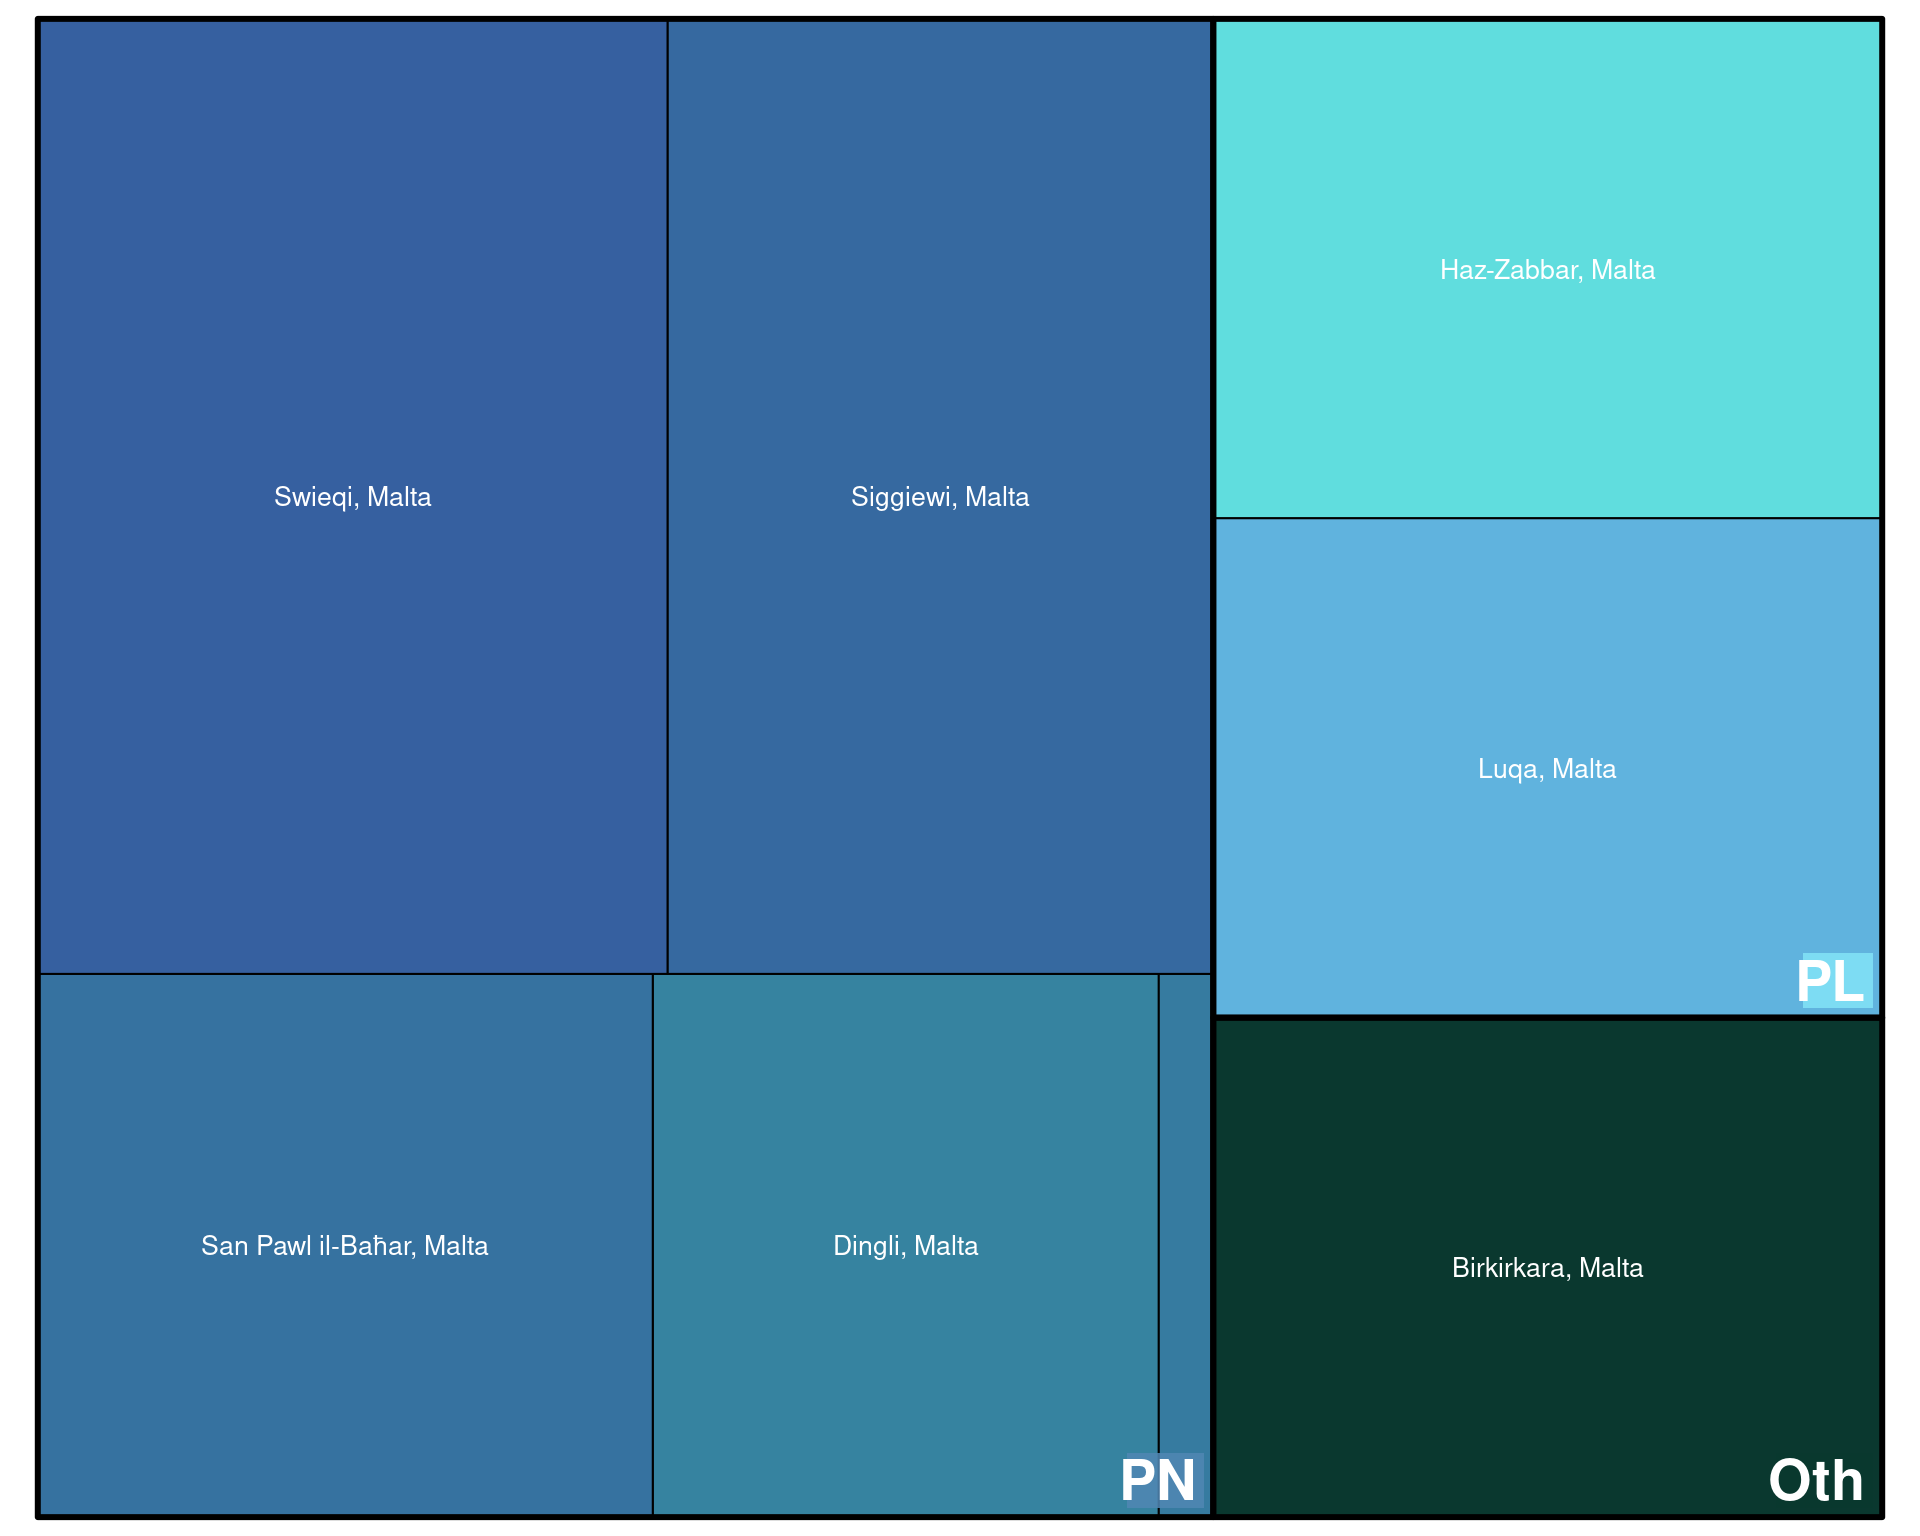 Swieqi, Malta
Siggiewi, Malta
San Pawl il-Baħar, Malta
Dingli, Malta
PN
Haz-Zabbar, Malta
Luqa, Malta
PL
Birkirkara, Malta
Oth